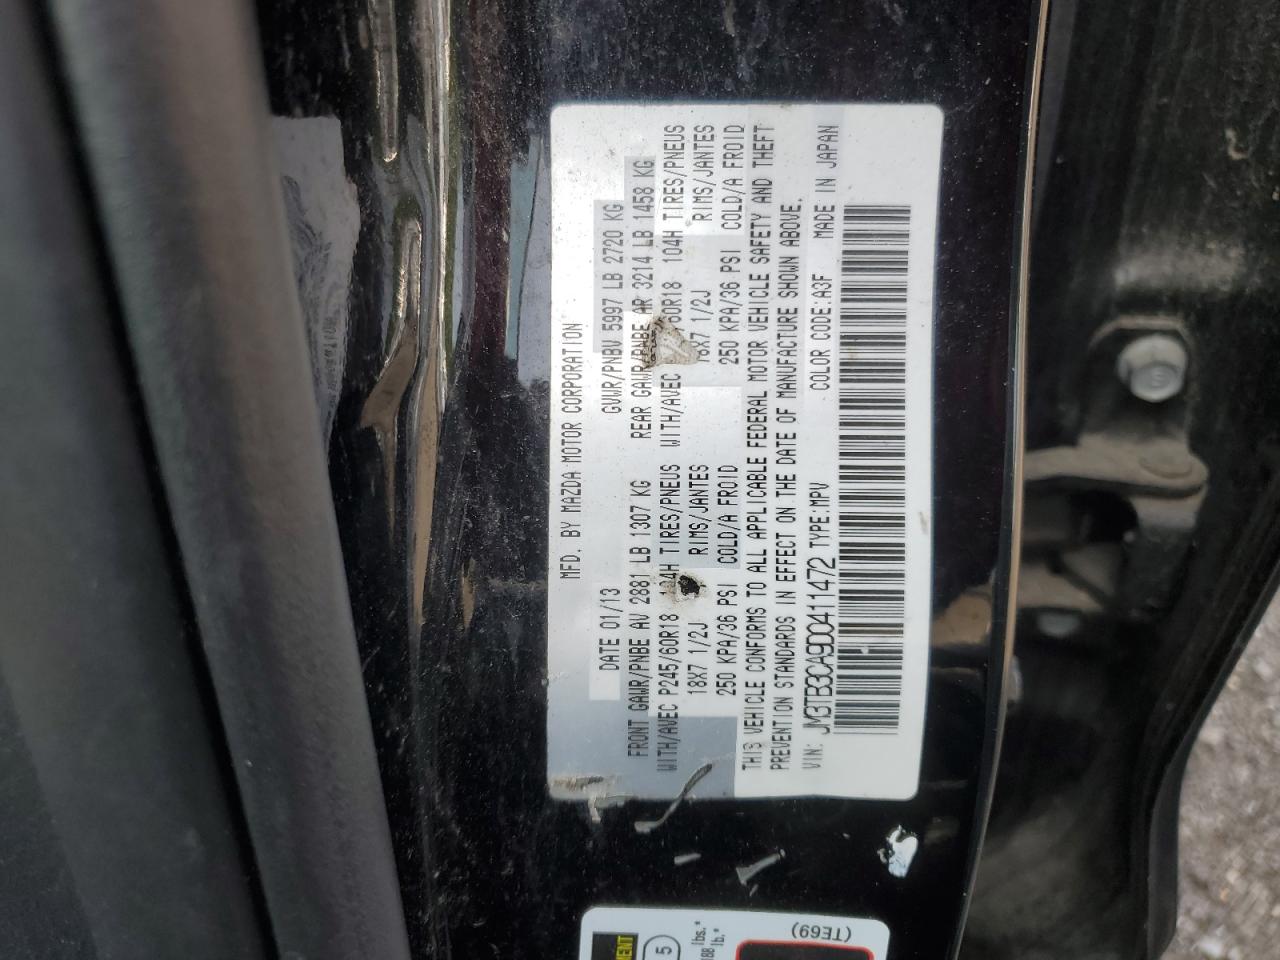 MFD. BY MAZDA MOTOR CORPORATION
DATE 01/13 GVWR/PNBV 5997 LB 2720 KG
FRONT GAWR/PNBE AV 2881 LB 1307 KG REAR GAWR/PNBE AR 3214 LB 1458 KG
WITH/AVEC P245/60R18 104H TIRES/PNEUS WITH/AVEC 60R18 104H TIRES/PNEUS
18X7 1/2J RIMS/JANTES 18X7 1/2J RIMS/JANTES
250 KPA/36 PSI COLD/A FROID 250 KPA/36 PSI COLD/A FROID
THIS VEHICLE CONFORMS TO ALL APPLICABLE FEDERAL MOTOR VEHICLE SAFETY AND THEFT
PREVENTION STANDARDS IN EFFECT ON THE DATE OF MANUFACTURE SHOWN ABOVE.
VIN: JM3TB3CA9D0411472 TYPE:MPV COLOR CODE:A3F MADE IN JAPAN
(TE69)
5
lbs.*
lb.*